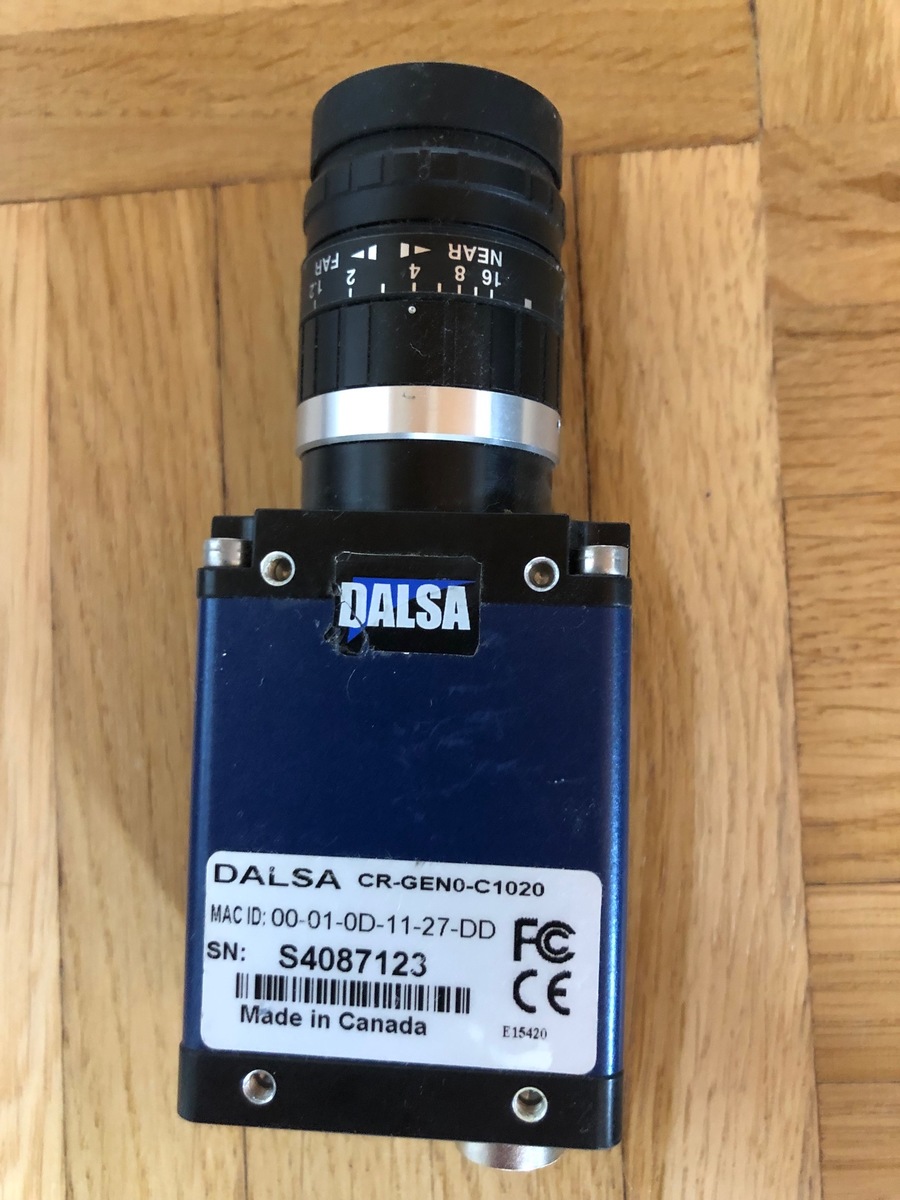 FAR NEAR
1.2 2 4 8 16
DALSA
DALSA CR-GEN0-C1020
MAC ID: 00-01-0D-11-27-DD
SN: S4087123
FC
CE
Made in Canada
E15420